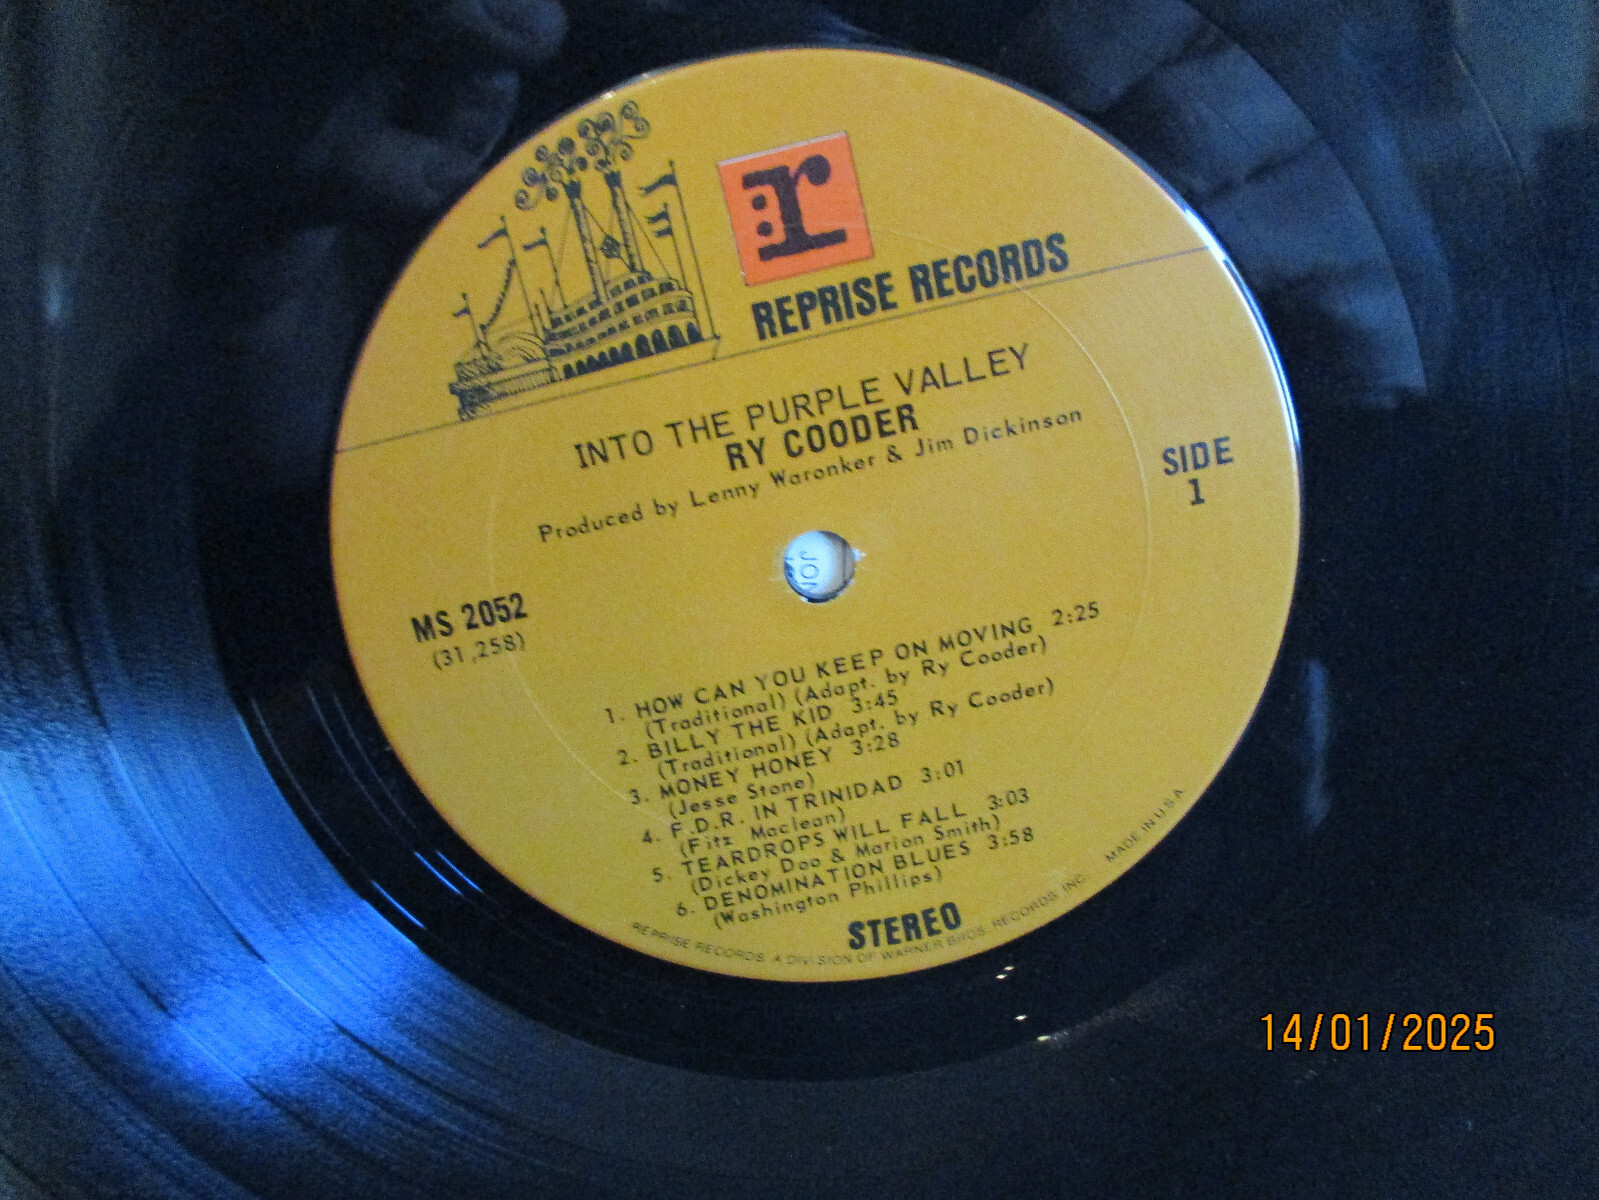 r:
REPRISE RECORDS
INTO THE PURPLE VALLEY
RY COODER
Produced by Lenny Waronker & Jim Dickinson
SIDE
1
MS 2052
(31,258)
1. HOW CAN YOU KEEP ON MOVING 2:25
(Traditional) (Adapt. by Ry Cooder)
2. BILLY THE KID 3:45
(Traditional) (Adapt. by Ry Cooder)
3. MONEY HONEY 3:28
(Jesse Stone)
4. F.D.R. IN TRINIDAD 3:01
(Fitz Maclean)
5. TEARDROPS WILL FALL 3:03
(Dickey Doo & Marion Smith)
6. DENOMINATION BLUES 3:58
(Washington Phillips)
STEREO
REPRISE RECORDS, A DIVISION OF WARNER BROS. RECORDS, INC. MADE IN U.S.A.
14/01/2025